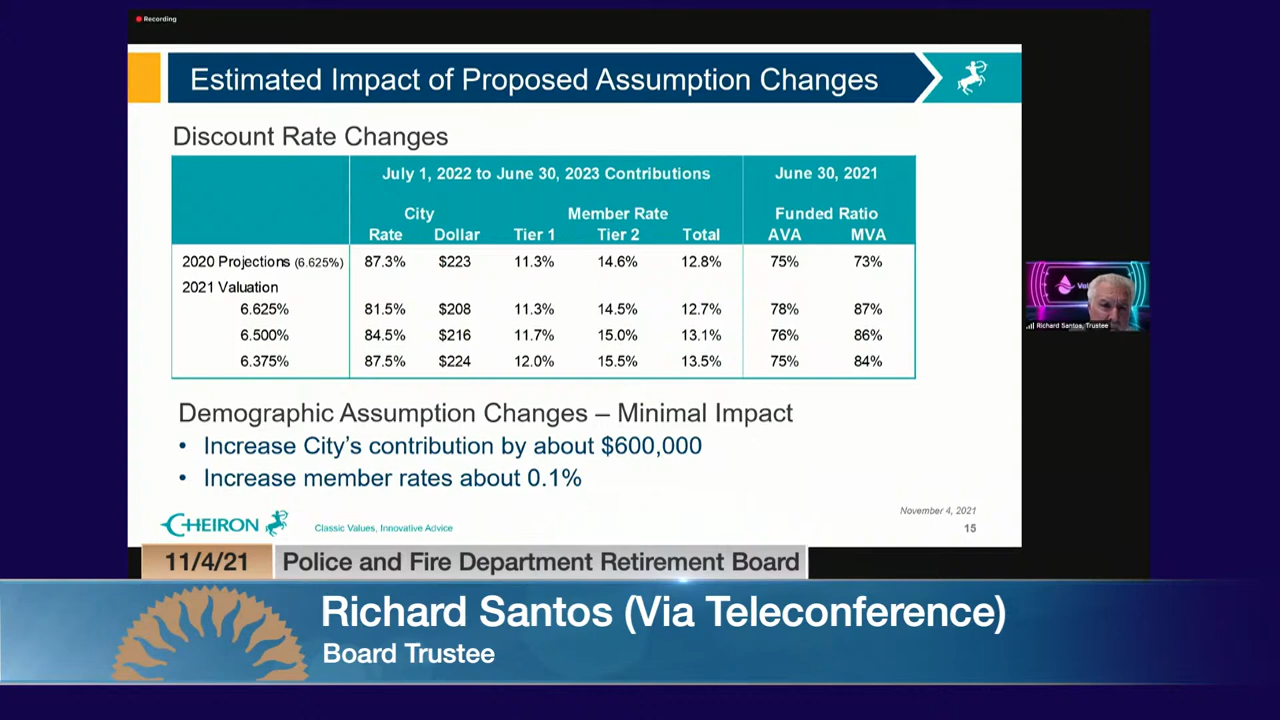 Recording
Estimated Impact of Proposed Assumption Changes
Discount Rate Changes
July 1, 2022 to June 30, 2023 Contributions June 30, 2021
City Member Rate Funded Ratio
Rate Dollar Tier 1 Tier 2 Total AVA MVA
2020 Projections (6.625%) 87.3% $223 11.3% 14.6% 12.8% 75% 73%
2021 Valuation
6.625% 81.5% $208 11.3% 14.5% 12.7% 78% 87%
6.500% 84.5% $216 11.7% 15.0% 13.1% 76% 86%
6.375% 87.5% $224 12.0% 15.5% 13.5% 75% 84%
Richard Santos, Trustee
Demographic Assumption Changes – Minimal Impact
• Increase City's contribution by about $600,000
• Increase member rates about 0.1%
November 4, 2021
CHEIRON Classic Values, Innovative Advice 15
11/4/21 Police and Fire Department Retirement Board
Richard Santos (Via Teleconference)
Board Trustee